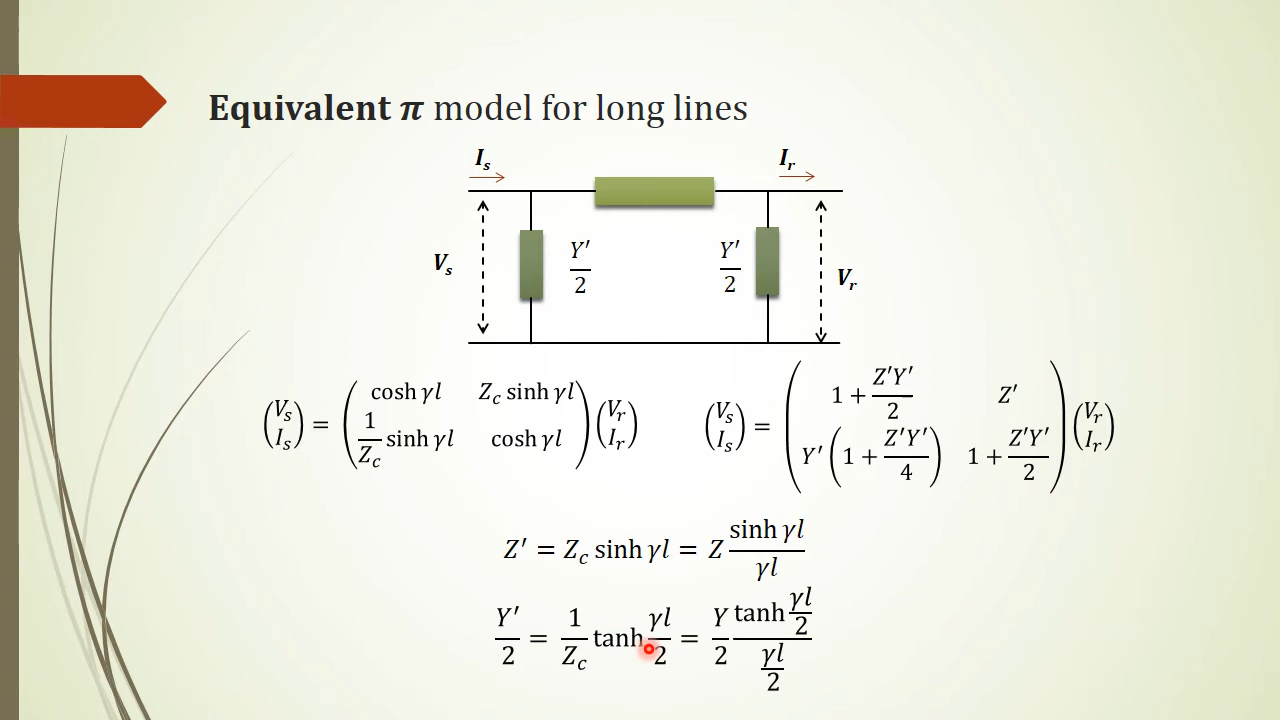 Equivalent π model for long lines
I_s I_r
Y′/2 Y′/2
V_s V_r
(V_s I_s) = (cosh γl Z_c sinh γl 1/Z_c sinh γl cosh γl) (V_r I_r)
(V_s I_s) = (1 + Z′Y′/2 Z′ Y′(1 + Z′Y′/4) 1 + Z′Y′/2) (V_r I_r)
Z′ = Z_c sinh γl = Z sinh γl/γl
Y′/2 = 1/Z_c tanh γl/2 = Y/2 tanh γl/2 / γl/2